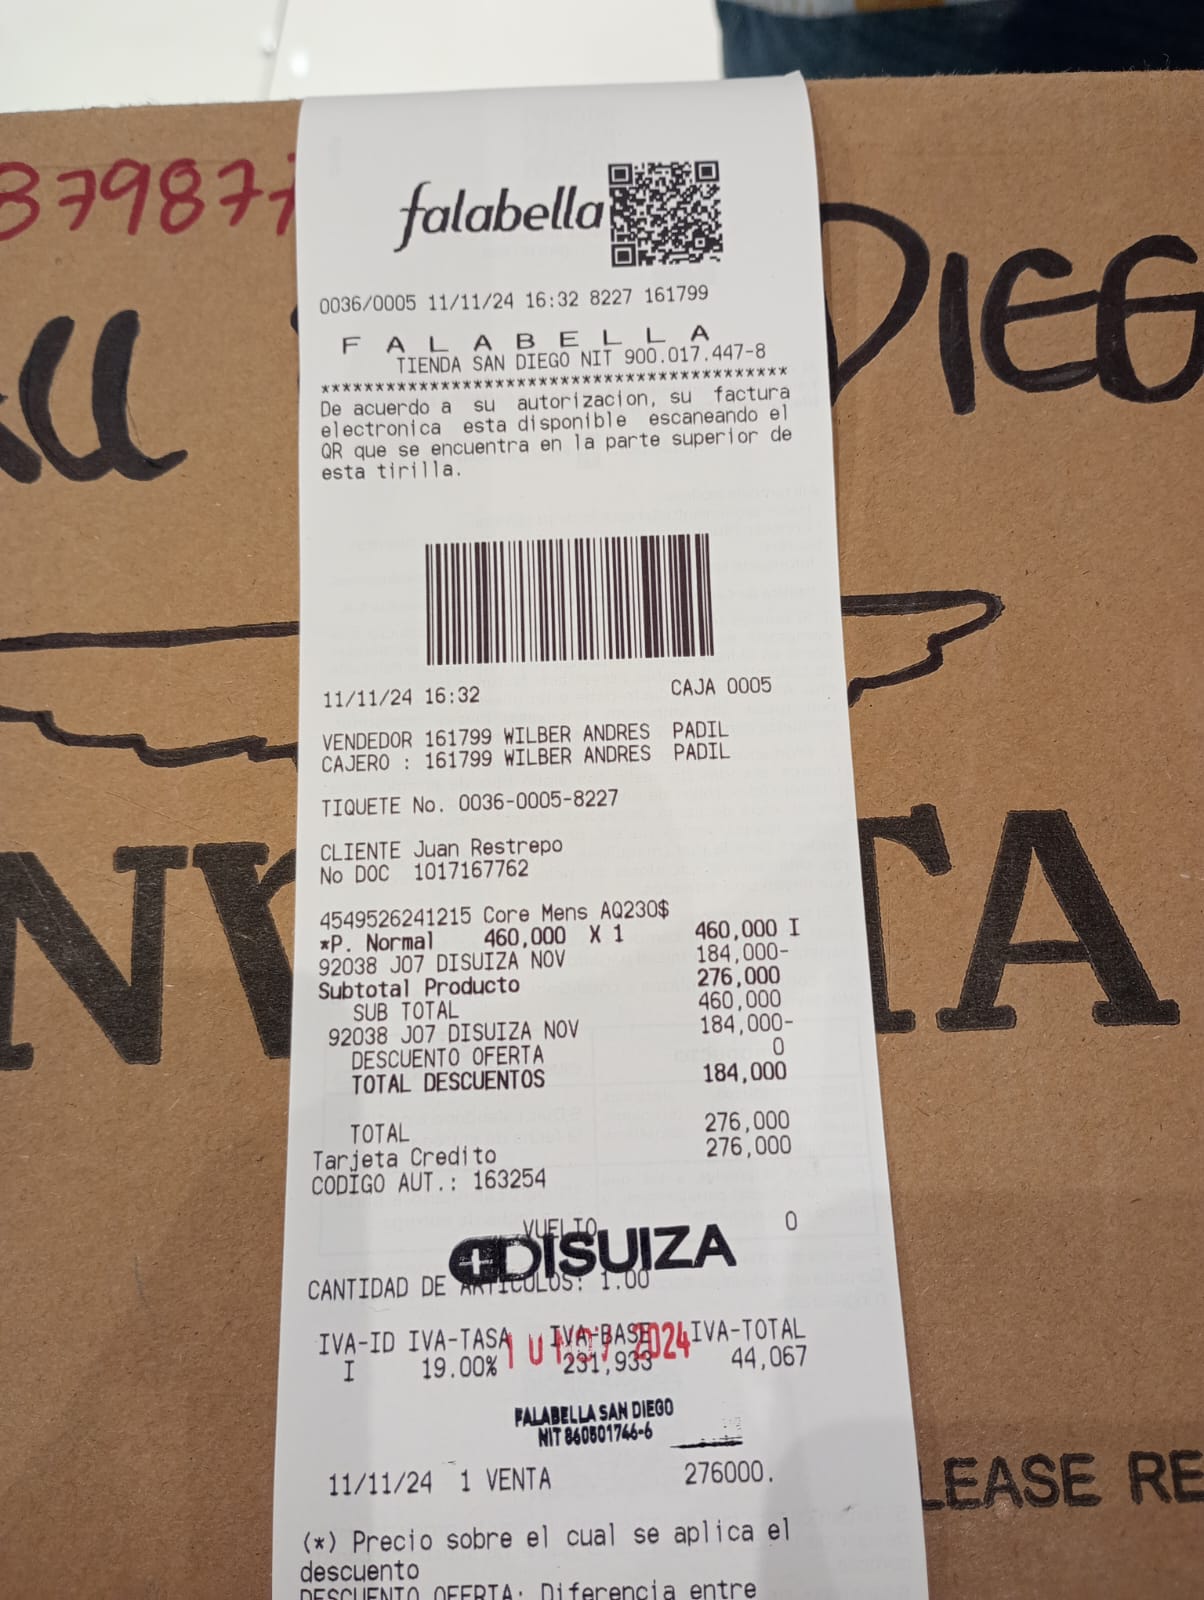 falabella
0036/0005 11/11/24 16:32 8227 161799
F A L A B E L L A
TIENDA SAN DIEGO NIT 900.017.447-8
********************************************
De acuerdo a su autorizacion, su factura
electronica esta disponible escaneando el
QR que se encuentra en la parte superior de
esta tirilla.
11/11/24 16:32 CAJA 0005
VENDEDOR 161799 WILBER ANDRES PADIL
CAJERO : 161799 WILBER ANDRES PADIL
TIQUETE No. 0036-0005-8227
CLIENTE Juan Restrepo
No DOC 1017167762
4549526241215 Core Mens AQ230$
*P. Normal 460,000 X 1 460,000 I
92038 J07 DISUIZA NOV 184,000-
Subtotal Producto 276,000
SUB TOTAL 460,000
92038 J07 DISUIZA NOV 184,000-
DESCUENTO OFERTA 0
TOTAL DESCUENTOS 184,000
TOTAL 276,000
Tarjeta Credito 276,000
CODIGO AUT.: 163254
VUELTO 0
DISUIZA
CANTIDAD DE ARTICULOS: 1.00
IVA-ID IVA-TASA IVA-BASE IVA-TOTAL
I 19.00% 231,933 44,067
2024
FALABELLA SAN DIEGO
NIT 860501746-6
11/11/24 1 VENTA 276000.
(*) Precio sobre el cual se aplica el
descuento
DESCUENTO OFERTA: Diferencia entre
379877
DIEG
TA
LEASE RE